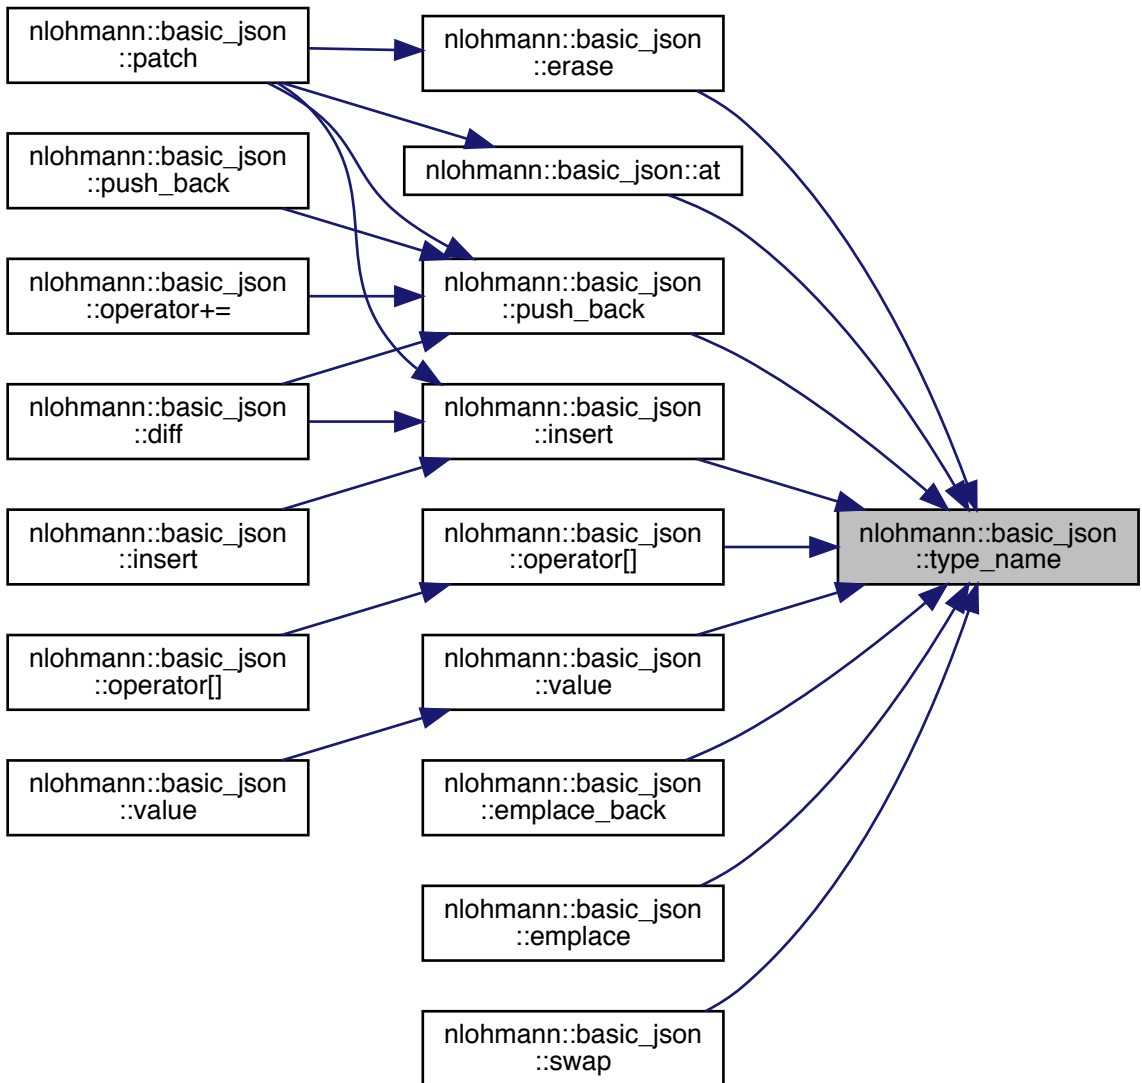 nlohmann::basic_json
::patch
nlohmann::basic_json
::push_back
nlohmann::basic_json
::operator+=
nlohmann::basic_json
::diff
nlohmann::basic_json
::insert
nlohmann::basic_json
::operator[]
nlohmann::basic_json
::value
nlohmann::basic_json
::erase
nlohmann::basic_json::at
nlohmann::basic_json
::push_back
nlohmann::basic_json
::insert
nlohmann::basic_json
::operator[]
nlohmann::basic_json
::value
nlohmann::basic_json
::emplace_back
nlohmann::basic_json
::emplace
nlohmann::basic_json
::swap
nlohmann::basic_json
::type_name